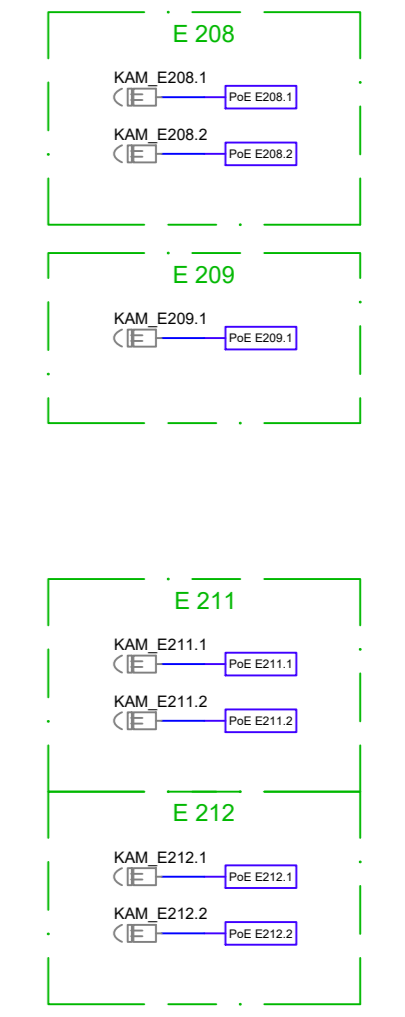 E 208
KAM_E208.1
PoE E208.1
KAM_E208.2
PoE E208.2
E 209
KAM_E209.1
PoE E209.1
E 211
KAM_E211.1
PoE E211.1
KAM_E211.2
PoE E211.2
E 212
KAM_E212.1
PoE E212.1
KAM_E212.2
PoE E212.2